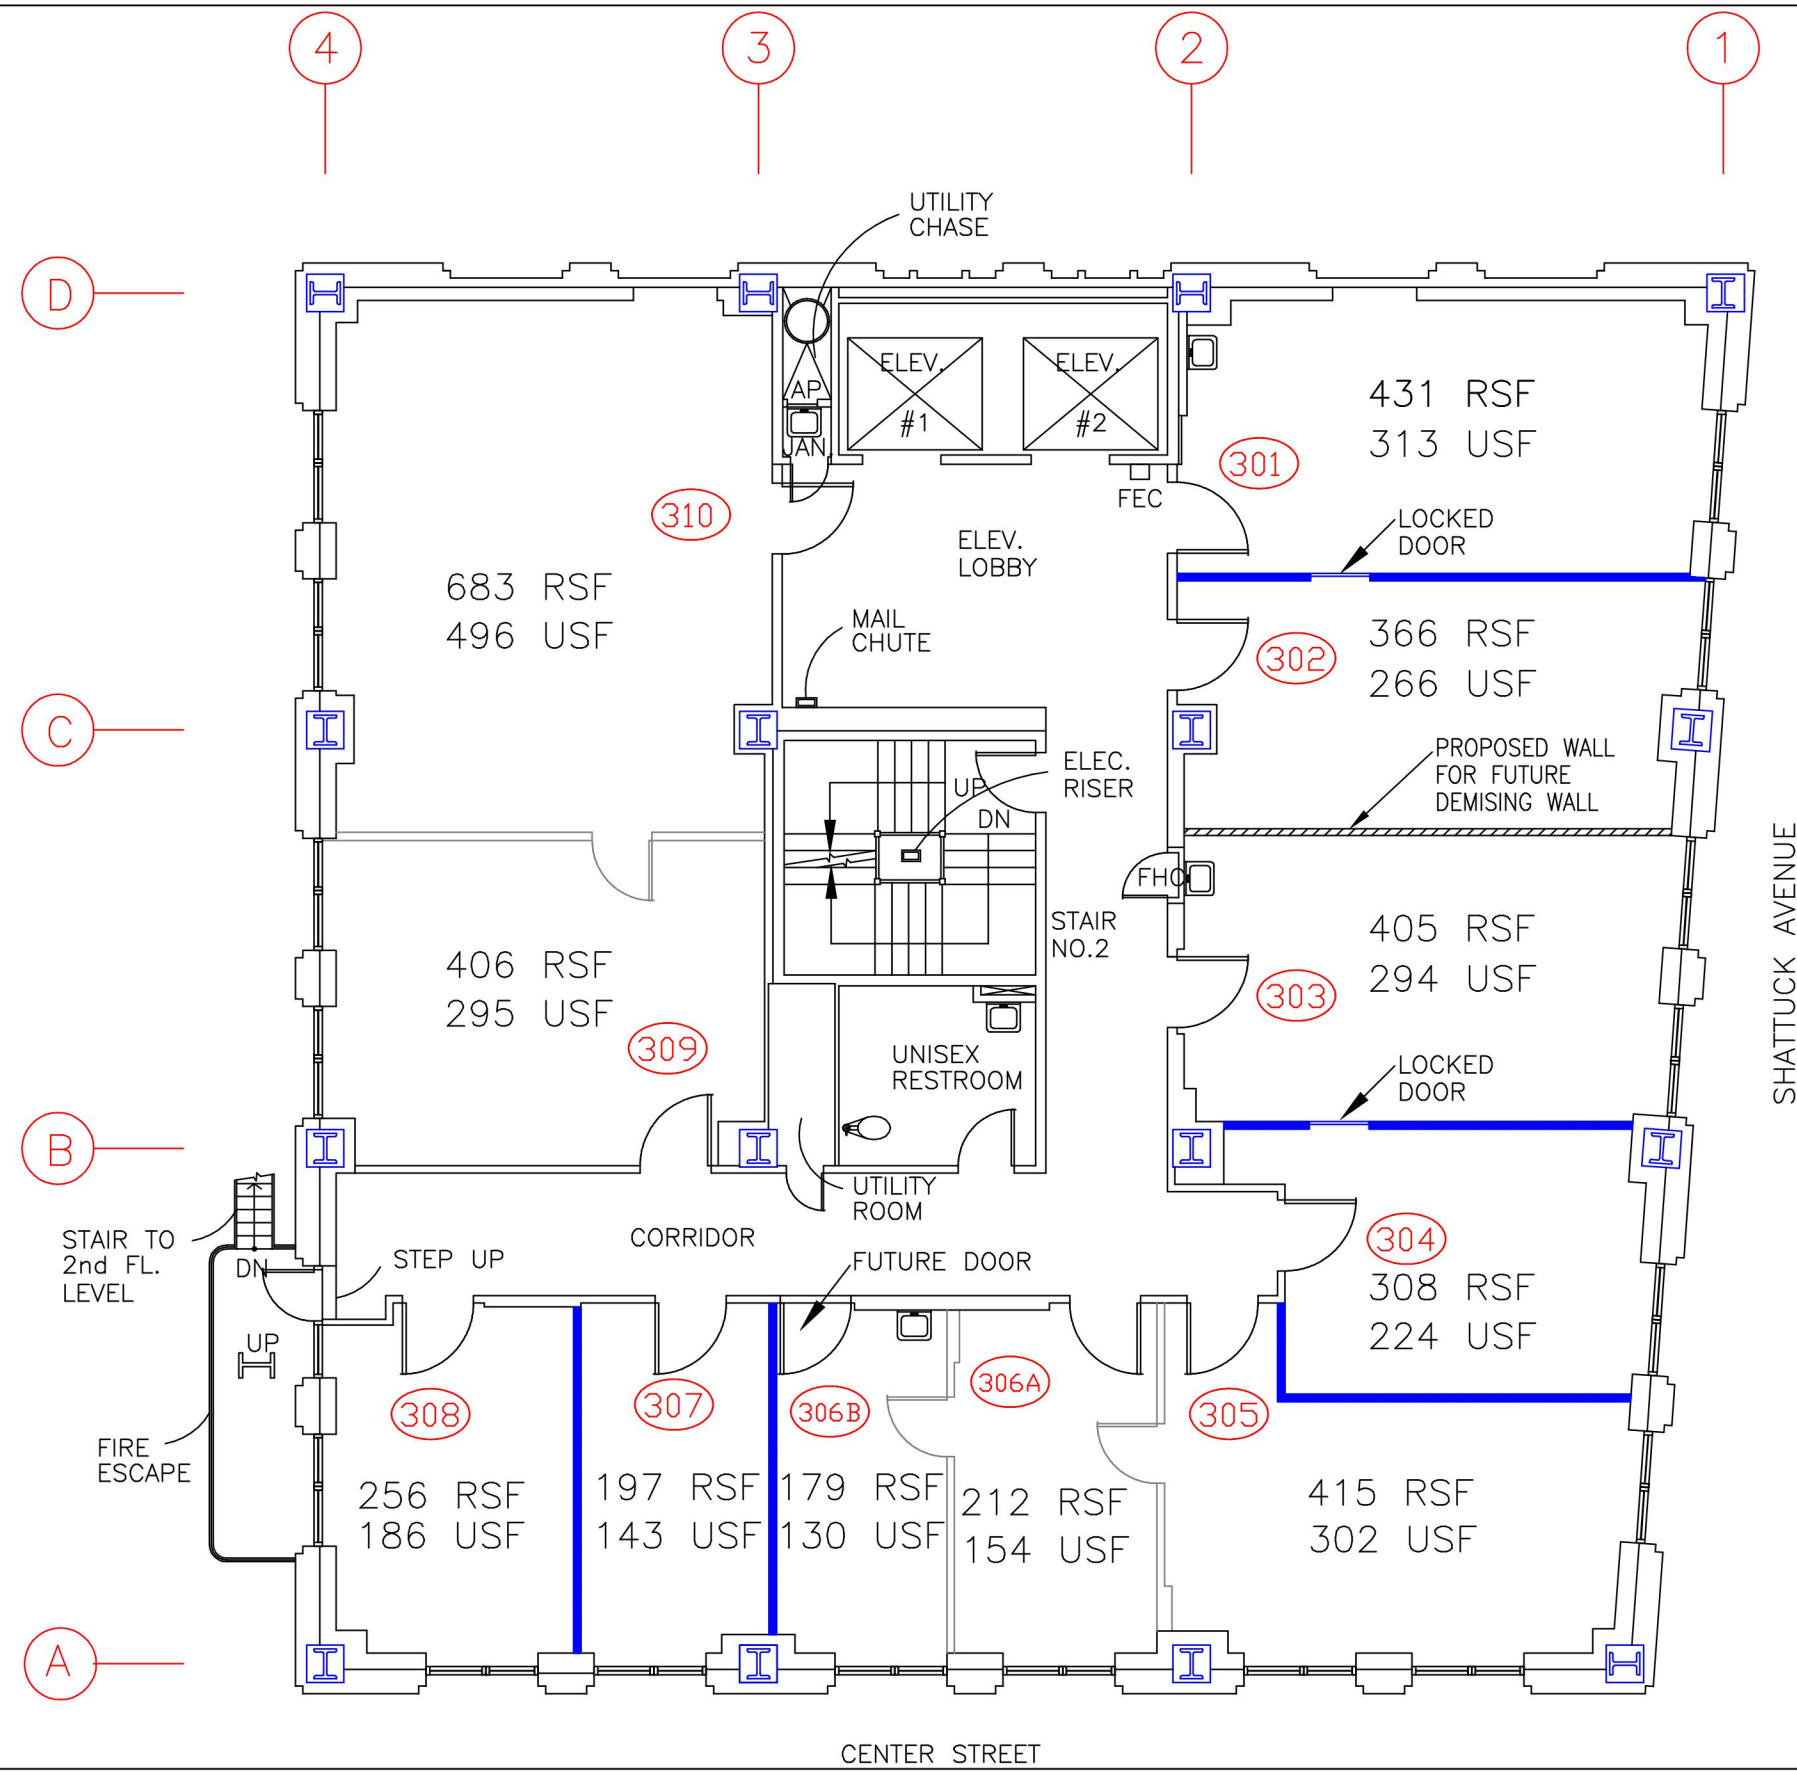 4
3
2
1
UTILITY
CHASE
D
ELEV.
#1
ELEV.
#2
AP
JAN
431 RSF
313 USF
301
FEC
310
LOCKED
DOOR
ELEV.
LOBBY
683 RSF
496 USF
MAIL
CHUTE
366 RSF
266 USF
302
C
ELEC.
RISER
UP
DN
PROPOSED WALL
FOR FUTURE
DEMISING WALL
FHC
STAIR
NO.2
405 RSF
294 USF
303
SHATTUCK AVENUE
406 RSF
295 USF
309
UNISEX
RESTROOM
LOCKED
DOOR
B
UTILITY
ROOM
STAIR TO
2nd FL.
LEVEL
DN
STEP UP
CORRIDOR
FUTURE DOOR
304
308 RSF
224 USF
UP
FIRE
ESCAPE
308
307
306B
306A
305
256 RSF
186 USF
197 RSF
143 USF
179 RSF
130 USF
212 RSF
154 USF
415 RSF
302 USF
A
CENTER STREET